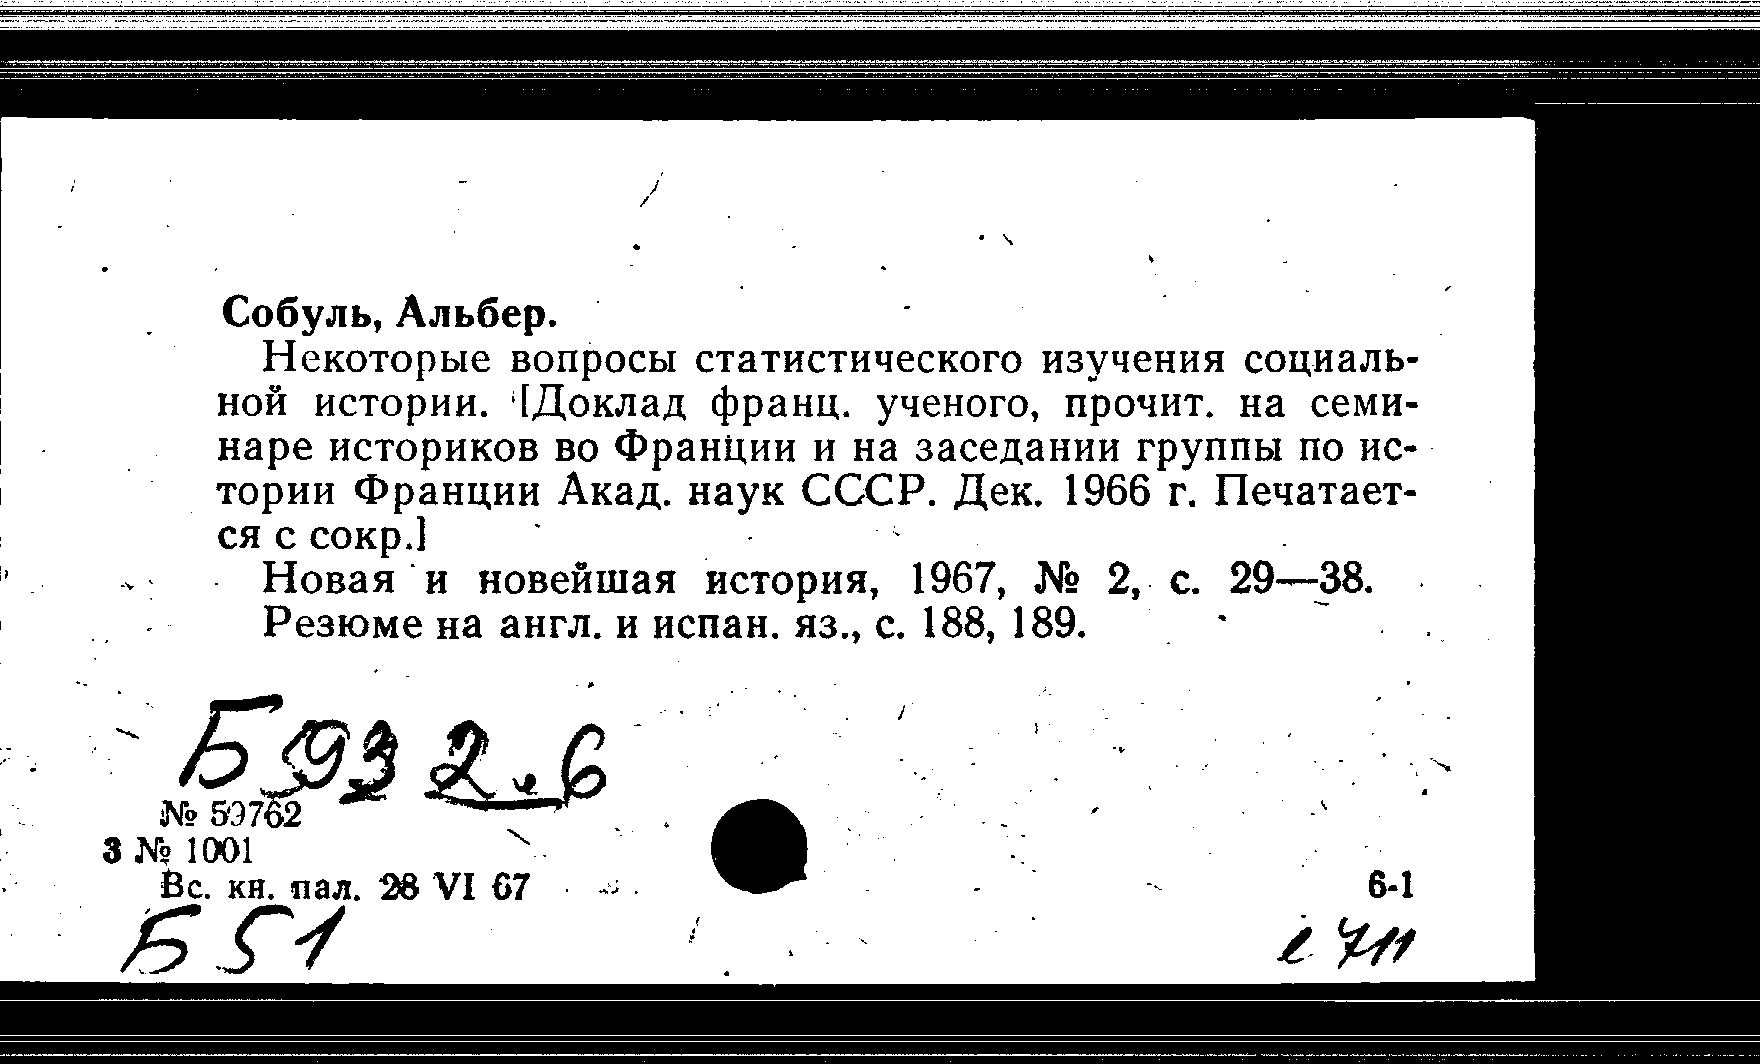 Собуль, Альбер.
Некоторые вопросы статистического изучения социаль-
ной истории. [Доклад франц. ученого, прочит. на семи-
наре историков во Франции и на заседании группы по ис-
тории Франции Акад. наук СССР. Дек. 1966 г. Печатает-
ся с сокр.]
Новая и новейшая история, 1967, № 2, с. 29—38.
Резюме на англ. и испан. яз., с. 188, 189.
Б932.6
№ 59762
3 № 1001
Вс. кн. пал. 28 VI 67
6-1
Б51
е 711